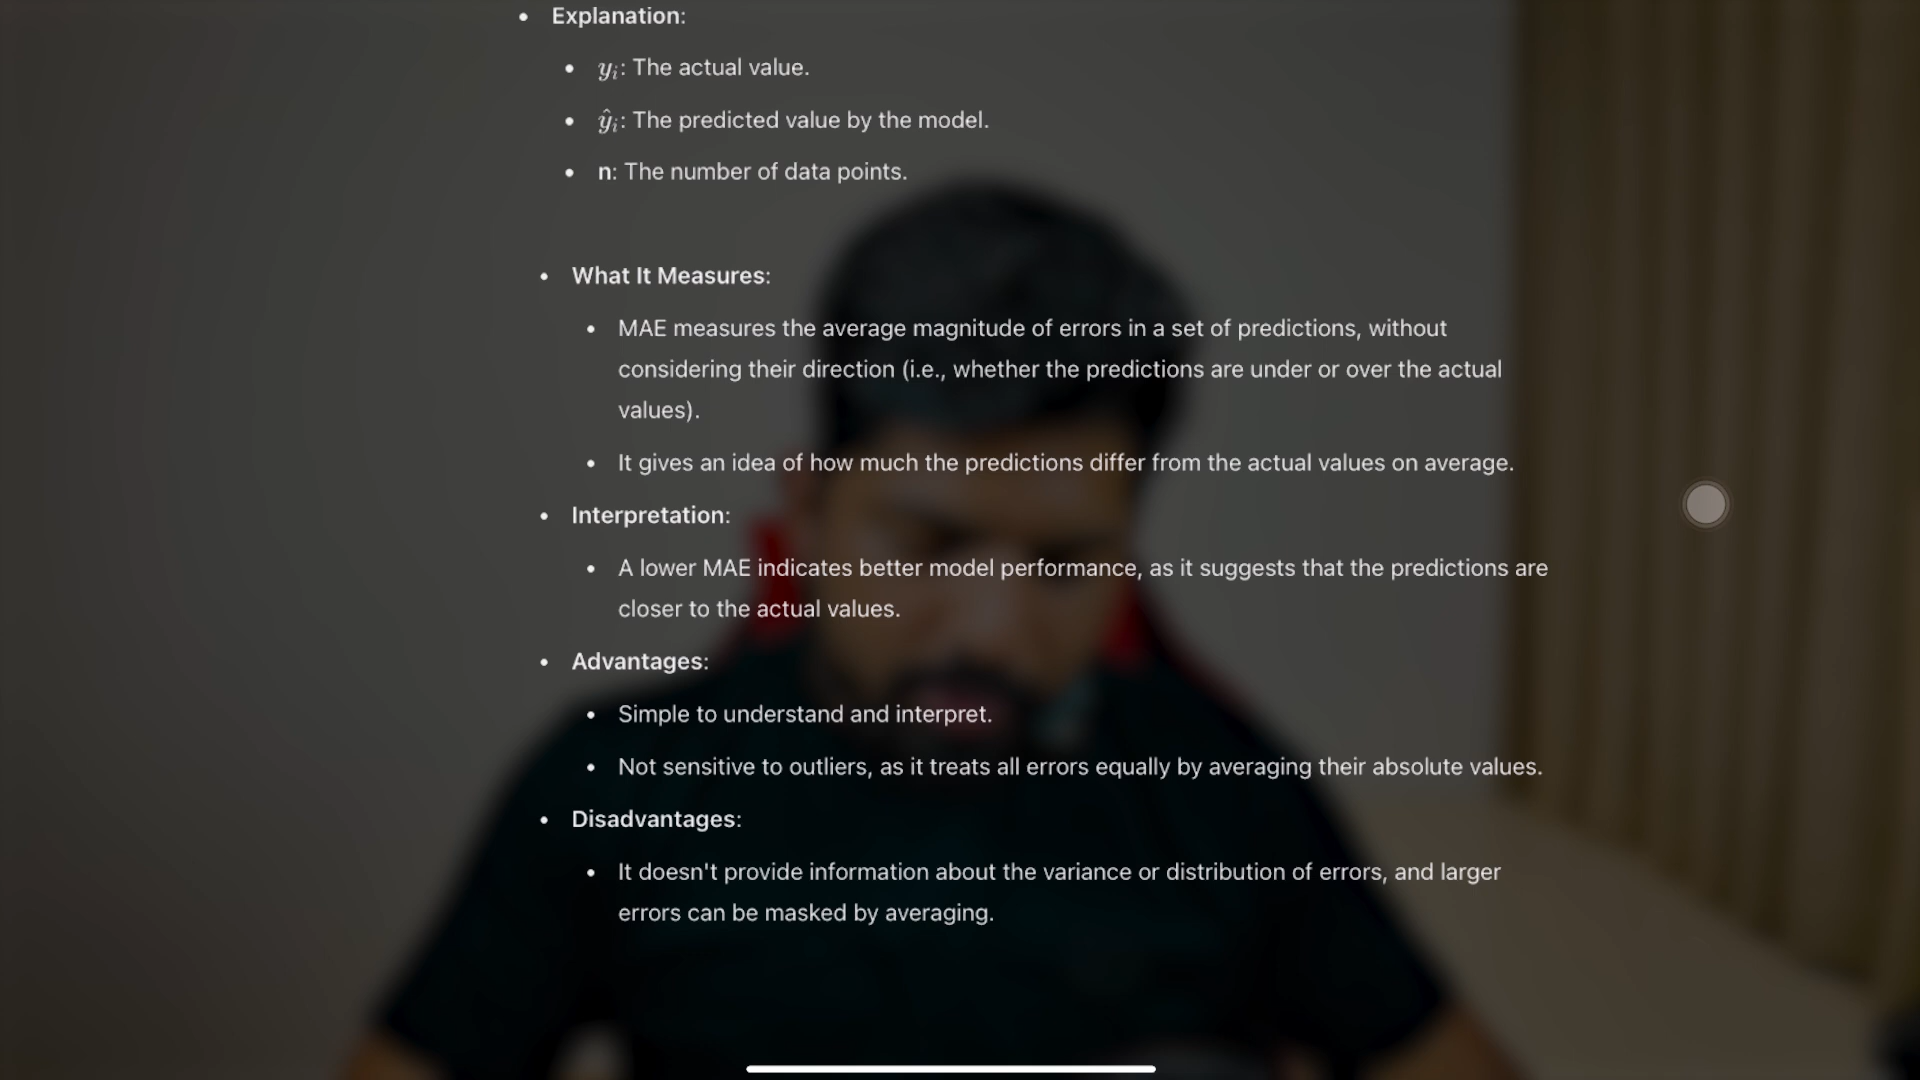 • Explanation:
• yᵢ: The actual value.
• ŷᵢ: The predicted value by the model.
• n: The number of data points.
• What It Measures:
• MAE measures the average magnitude of errors in a set of predictions, without
considering their direction (i.e., whether the predictions are under or over the actual
values).
• It gives an idea of how much the predictions differ from the actual values on average.
• Interpretation:
• A lower MAE indicates better model performance, as it suggests that the predictions are
closer to the actual values.
• Advantages:
• Simple to understand and interpret.
• Not sensitive to outliers, as it treats all errors equally by averaging their absolute values.
• Disadvantages:
• It doesn't provide information about the variance or distribution of errors, and larger
errors can be masked by averaging.